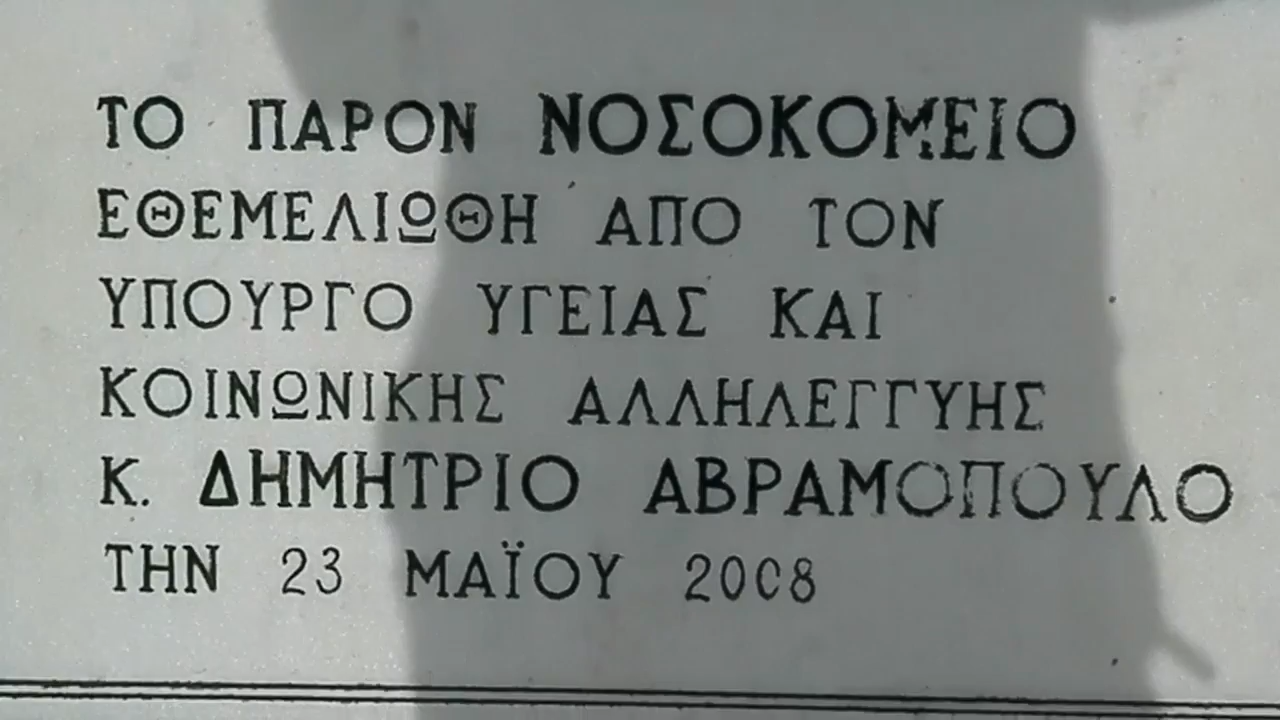 ΤΟ ΠΑΡΟΝ ΝΟΣΟΚΟΜΕΙΟ
ΕΘΕΜΕΛΙΩΘΗ ΑΠΟ ΤΟΝ
ΥΠΟΥΡΓΟ ΥΓΕΙΑΣ ΚΑΙ
ΚΟΙΝΩΝΙΚΗΣ ΑΛΛΗΛΕΓΓΥΗΣ
Κ. ΔΗΜΗΤΡΙΟ ΑΒΡΑΜΟΠΟΥΛΟ
ΤΗΝ 23 ΜΑΪΟΥ 2008